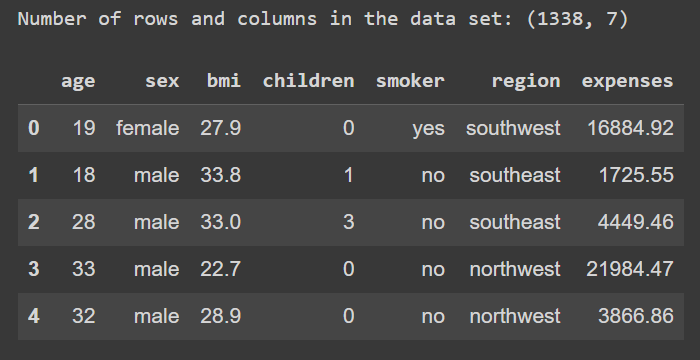 Number of rows and columns in the data set: (1338, 7)
age sex bmi children smoker region expenses
0 19 female 27.9 0 yes southwest 16884.92
1 18 male 33.8 1 no southeast 1725.55
2 28 male 33.0 3 no southeast 4449.46
3 33 male 22.7 0 no northwest 21984.47
4 32 male 28.9 0 no northwest 3866.86